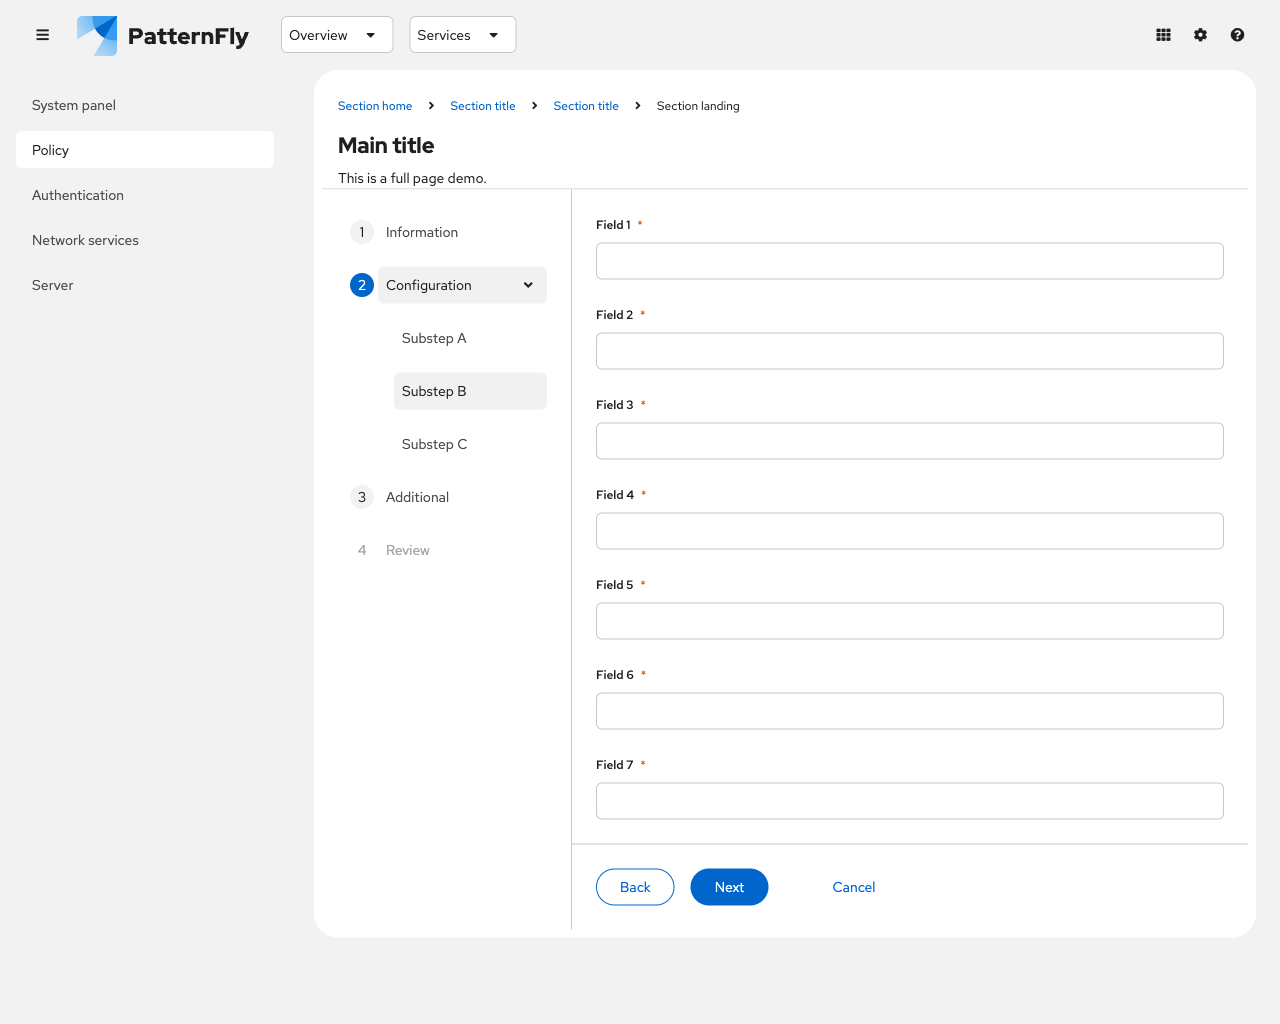 PatternFly
Overview
Services
System panel
Policy
Authentication
Network services
Server
Section home
Section title
Section title
Section landing
Main title
This is a full page demo.
1 Information
2 Configuration
Substep A
Substep B
Substep C
3 Additional
4 Review
Field 1 *
Field 2 *
Field 3 *
Field 4 *
Field 5 *
Field 6 *
Field 7 *
Back
Next
Cancel